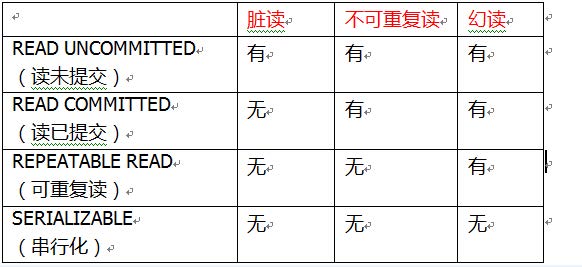 脏读 不可重复读 幻读
READ UNCOMMITTED 有 有 有
（读未提交）
READ COMMITTED 无 有 有
（读已提交）
REPEATABLE READ 无 无 有
（可重复读）
SERIALIZABLE 无 无 无
（串行化）